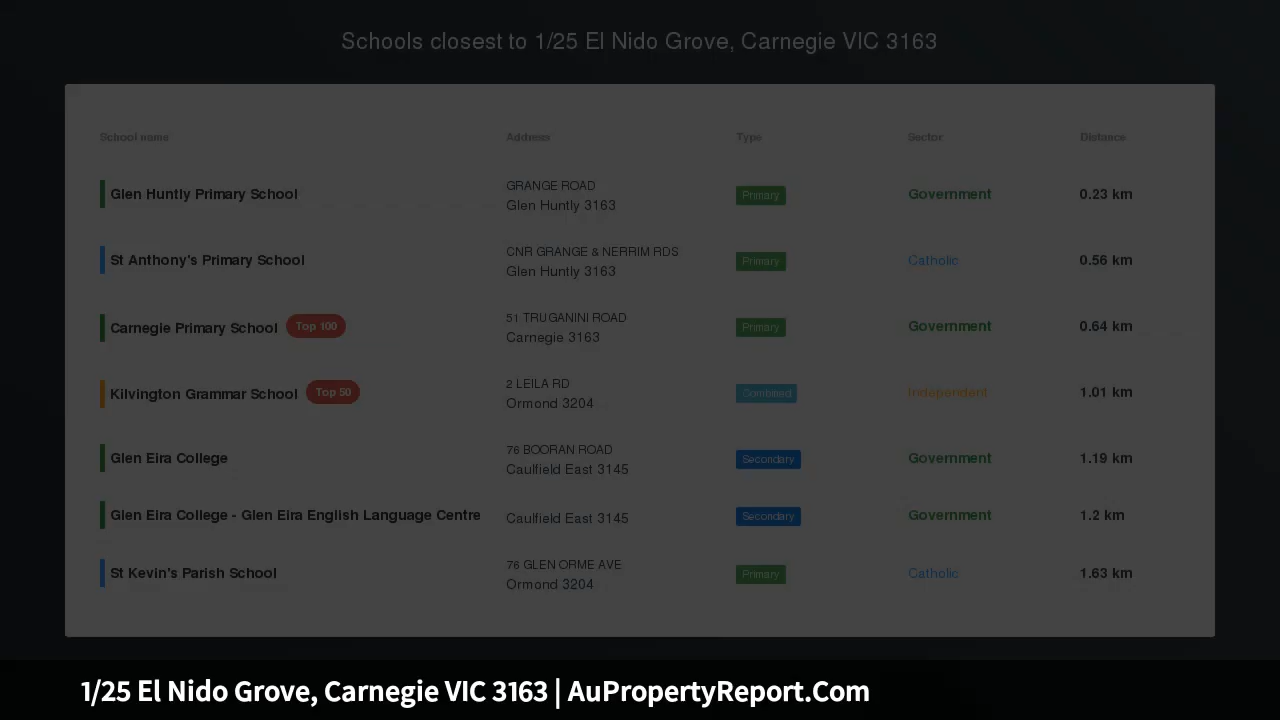 Schools closest to 1/25 El Nido Grove, Carnegie VIC 3163
School name Address Type Sector Distance
Glen Huntly Primary School GRANGE ROAD Primary Government 0.23 km
Glen Huntly 3163
St Anthony's Primary School CNR GRANGE & NERRIM RDS Primary Catholic 0.56 km
Glen Huntly 3163
Carnegie Primary School Top 100 51 TRUGANINI ROAD Primary Government 0.64 km
Carnegie 3163
Kilvington Grammar School Top 50 2 LEILA RD Combined Independent 1.01 km
Ormond 3204
Glen Eira College 76 BOORAN ROAD Secondary Government 1.19 km
Caulfield East 3145
Glen Eira College - Glen Eira English Language Centre Caulfield East 3145 Secondary Government 1.2 km
St Kevin's Parish School 76 GLEN ORME AVE Primary Catholic 1.63 km
Ormond 3204
1/25 El Nido Grove, Carnegie VIC 3163 | AuPropertyReport.Com